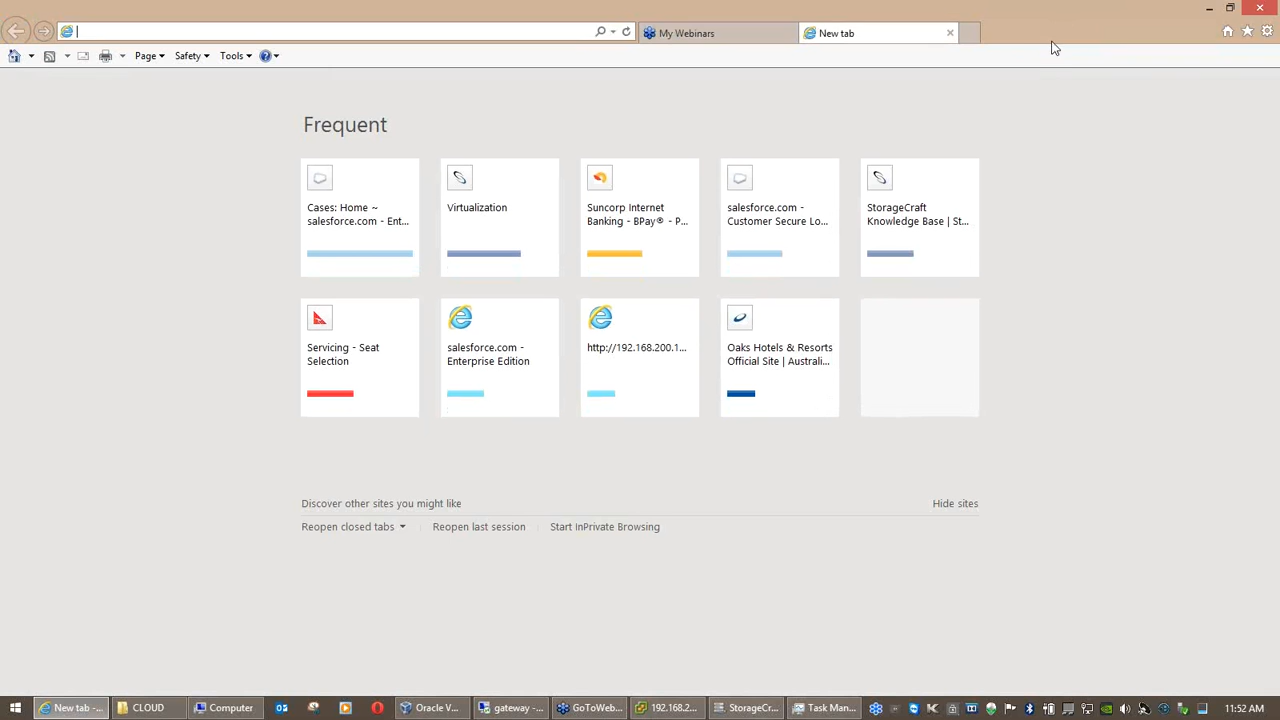 My Webinars
New tab
Page
Safety
Tools
Frequent
Cases: Home ~
salesforce.com - Ent...
Virtualization
Suncorp Internet
Banking - BPay® - P...
salesforce.com -
Customer Secure Lo...
StorageCraft
Knowledge Base | St...
Servicing - Seat
Selection
salesforce.com -
Enterprise Edition
http://192.168.200.1...
Oaks Hotels & Resorts
Official Site | Australi...
Discover other sites you might like
Hide sites
Reopen closed tabs
Reopen last session
Start InPrivate Browsing
New tab -...
CLOUD
Computer
Oracle V...
gateway -...
GoToWeb...
192.168.2...
StorageCr...
Task Man...
11:52 AM